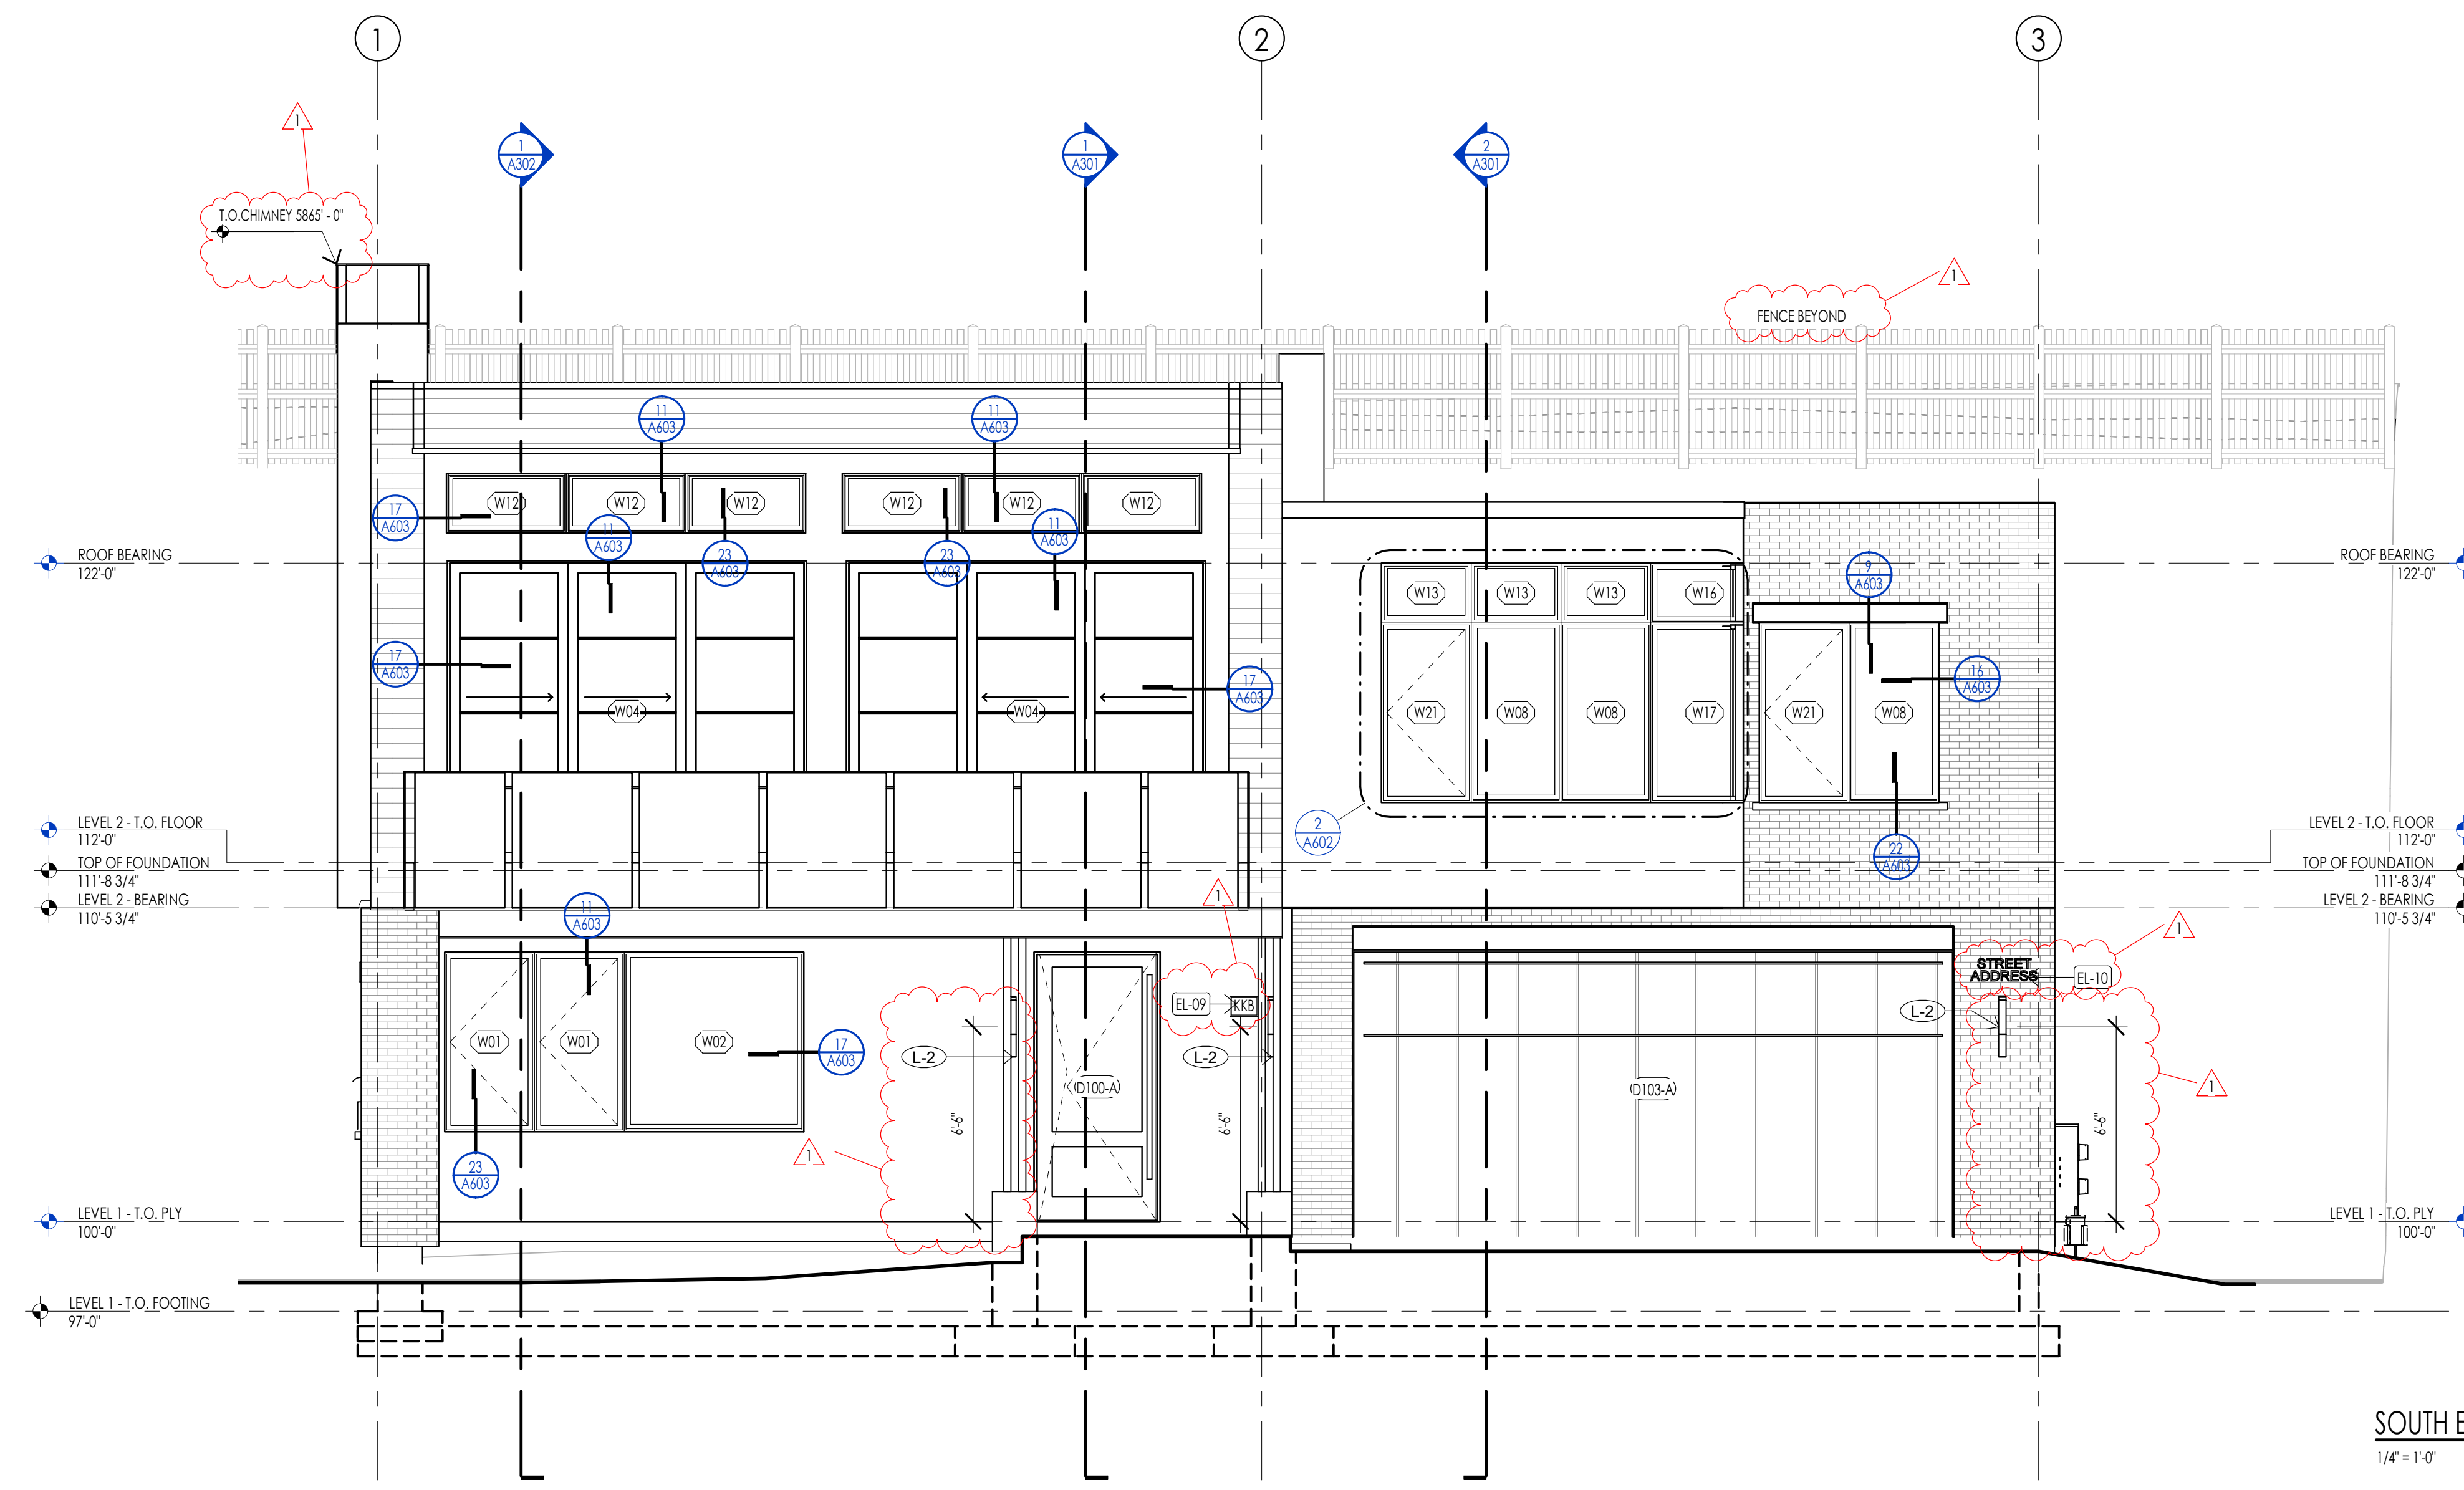 1
2
3
1
1
A302
1
A301
2
A301
T.O.CHIMNEY 5865' - 0"
1
FENCE BEYOND
11
A603
11
A603
W12
W12
W12
W12
W12
W12
17
A603
11
A603
23
A603
23
A603
11
A603
ROOF BEARING
122'-0"
ROOF BEARING
122'-0"
W13
W13
W13
W16
9
A603
17
A603
17
A603
16
A603
W04
W04
W21
W08
W08
W17
W21
W08
2
A602
22
A603
LEVEL 2 - T.O. FLOOR
112'-0"
TOP OF FOUNDATION
111'-8 3/4"
LEVEL 2 - BEARING
110'-5 3/4"
LEVEL 2 - T.O. FLOOR
112'-0"
TOP OF FOUNDATION
111'-8 3/4"
LEVEL 2 - BEARING
110'-5 3/4"
11
A603
1
1
STREET
ADDRESS
EL-10
EL-09
KKB
L-2
W01
W01
W02
17
A603
L-2
L-2
(D100-A)
(D103-A)
1
6'-6"
6'-6"
6'-6"
1
23
A603
LEVEL 1 - T.O. PLY
100'-0"
LEVEL 1 - T.O. PLY
100'-0"
LEVEL 1 - T.O. FOOTING
97'-0"
SOUTH E
1/4" = 1'-0"